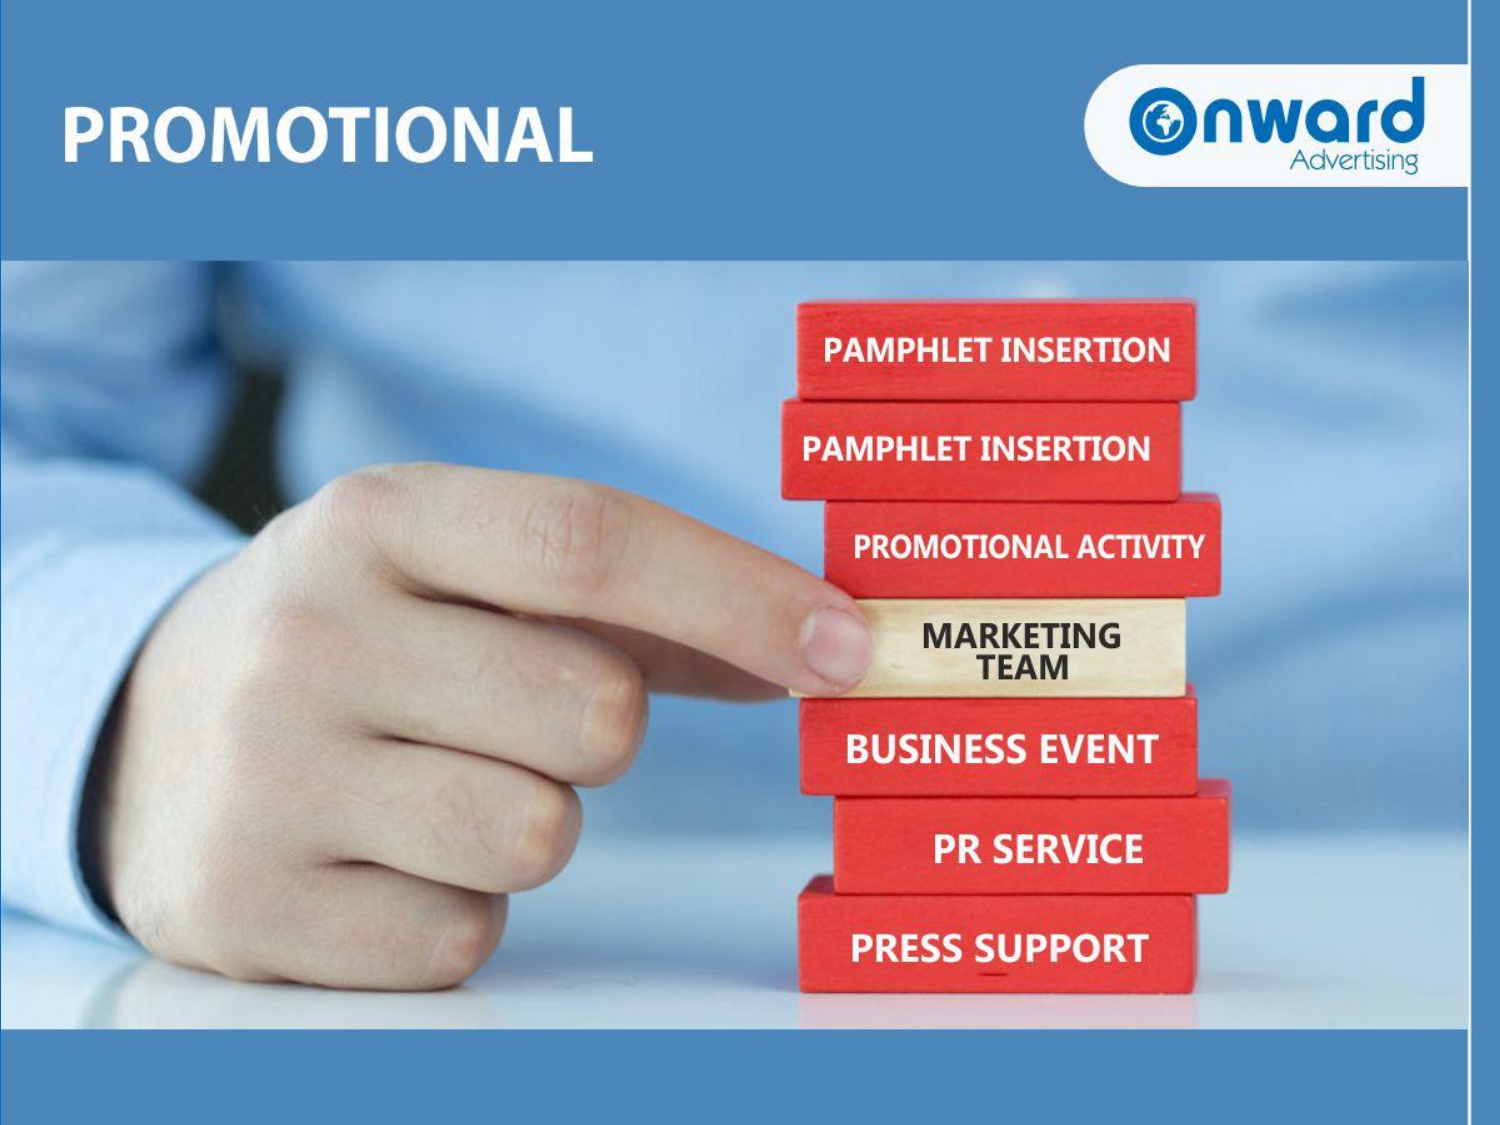 PROMOTIONAL
Onward
Advertising
PAMPHLET INSERTION
PAMPHLET INSERTION
PROMOTIONAL ACTIVITY
MARKETING
TEAM
BUSINESS EVENT
PR SERVICE
PRESS SUPPORT